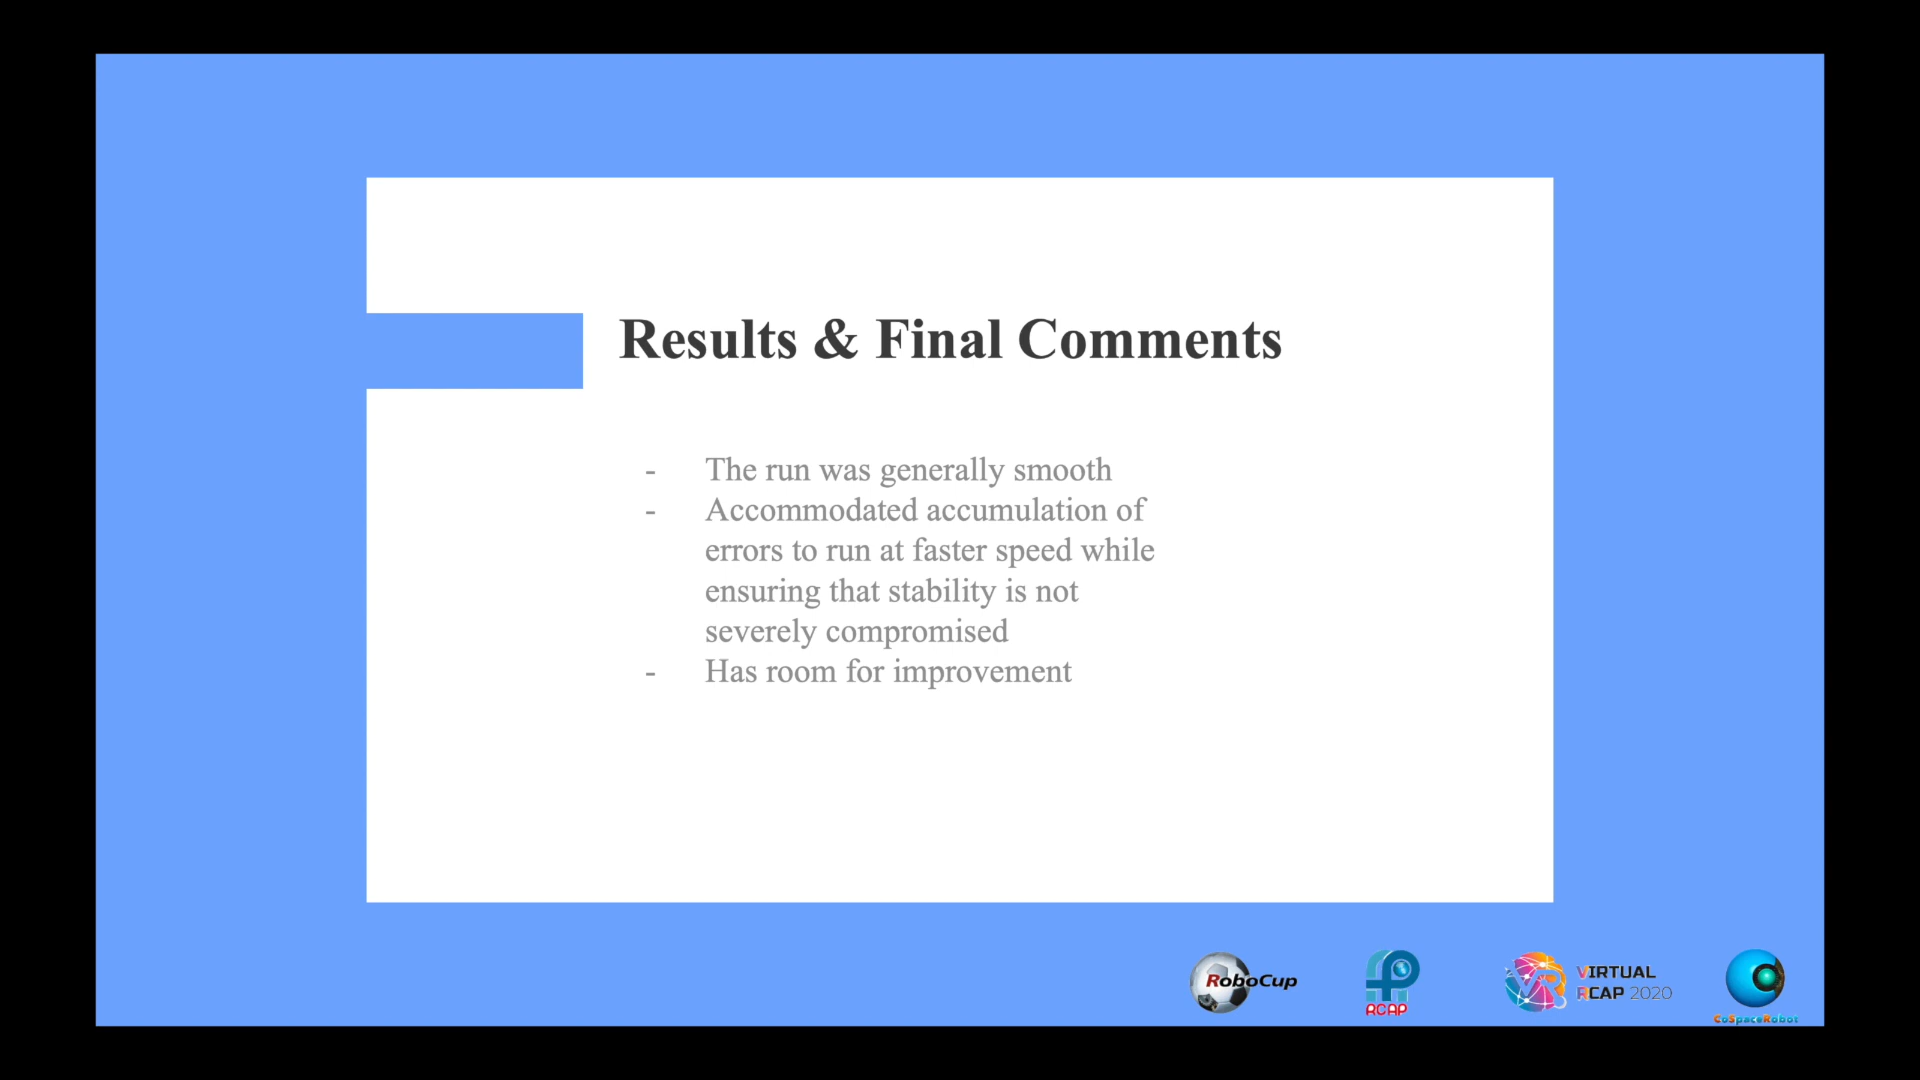 Results & Final Comments
- The run was generally smooth
- Accommodated accumulation of
errors to run at faster speed while
ensuring that stability is not
severely compromised
- Has room for improvement
RoboCup
RCAP
VR
VIRTUAL
RCAP 2020
CoSpaceRobot